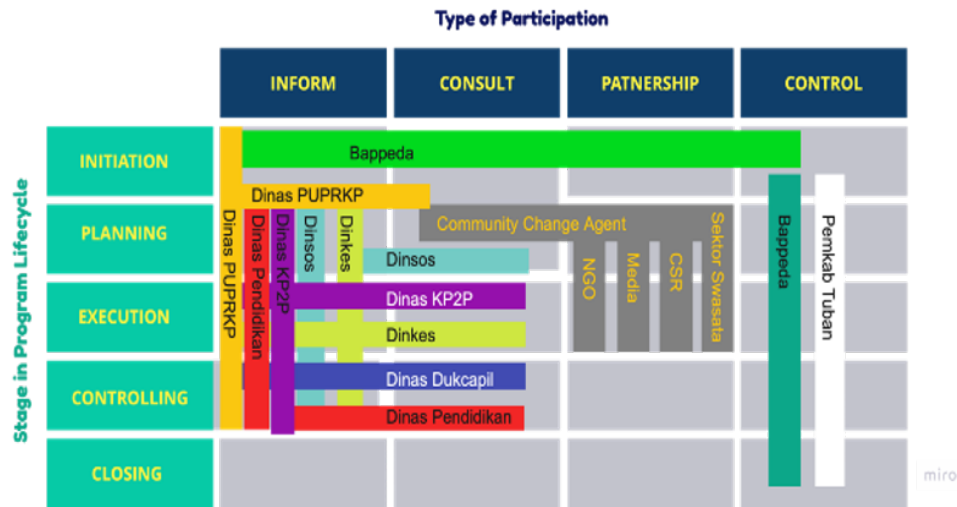 Type of Participation
INFORM
CONSULT
PATNERSHIP
CONTROL
Stage in Program Lifecycle
INITIATION
PLANNING
EXECUTION
CONTROLLING
CLOSING
Bappeda
Dinas PUPRKP
Dinas PUPRKP
Dinas Pendidikan
Dinas KP2P
Dinsos
Dinkes
Community Change Agent
Dinsos
Dinas KP2P
Dinkes
Dinas Dukcapil
Dinas Pendidikan
NGO
Media
CSR
Sektor Swasata
Bappeda
Pemkab Tuban
miro